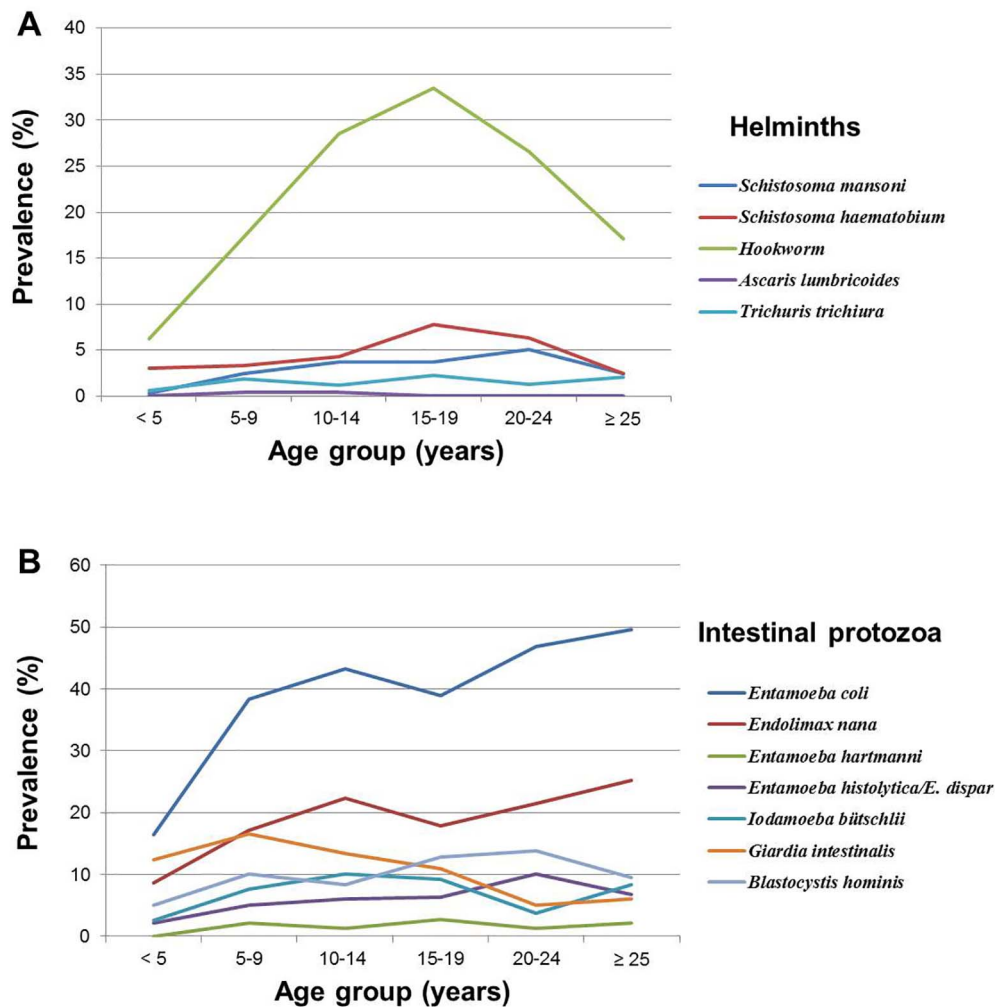 A
40
35
30
25
20
15
10
5
0
Prevalence (%)
< 5
5-9
10-14
15-19
20-24
≥ 25
Age group (years)
Helminths
Schistosoma mansoni
Schistosoma haematobium
Hookworm
Ascaris lumbricoides
Trichuris trichiura
B
60
50
40
30
20
10
0
Prevalence (%)
< 5
5-9
10-14
15-19
20-24
≥ 25
Age group (years)
Intestinal protozoa
Entamoeba coli
Endolimax nana
Entamoeba hartmanni
Entamoeba histolytica/E. dispar
Iodamoeba bütschlii
Giardia intestinalis
Blastocystis hominis